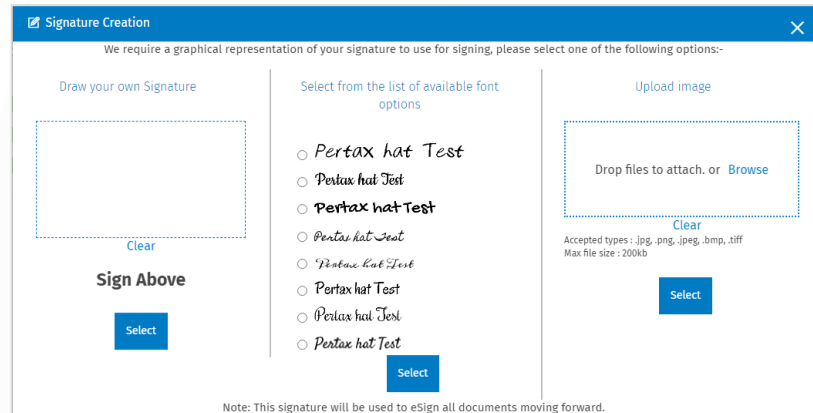 Signature Creation
We require a graphical representation of your signature to use for signing, please select one of the following options:-
Draw your own Signature
Clear
Sign Above
Select
Select from the list of available font
options
Pertax hat Test
Pertax hat Test
Pertax hat Test
Pertax hat Test
Pertax hat Test
Pertax hat Test
Pertax hat Test
Pertax hat Test
Select
Upload image
Drop files to attach. or Browse
Clear
Accepted types : .jpg, .png, .jpeg, .bmp, .tiff
Max file size : 200kb
Select
Note: This signature will be used to eSign all documents moving forward.